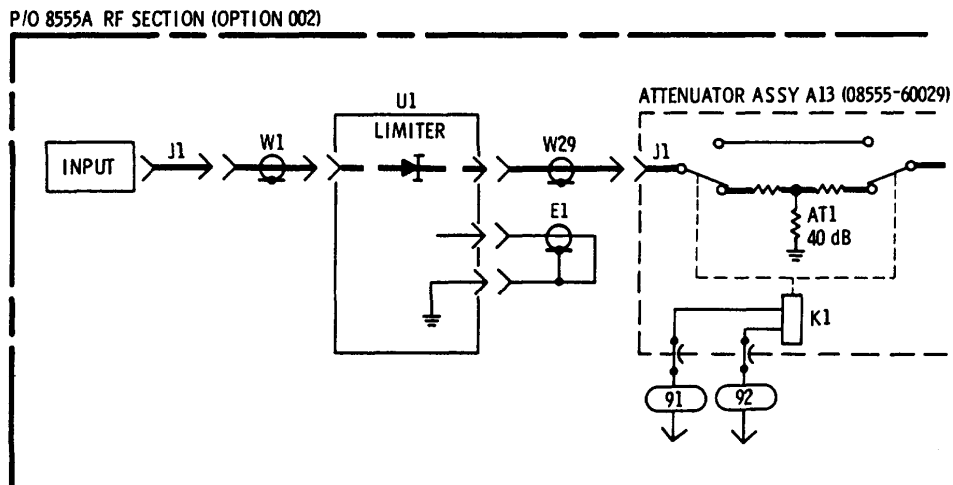 P/O 8555A RF SECTION (OPTION 002)
ATTENUATOR ASSY A13 (08555-60029)
U1
LIMITER
INPUT
J1
W1
W29
J1
E1
AT1
40 dB
K1
91
92